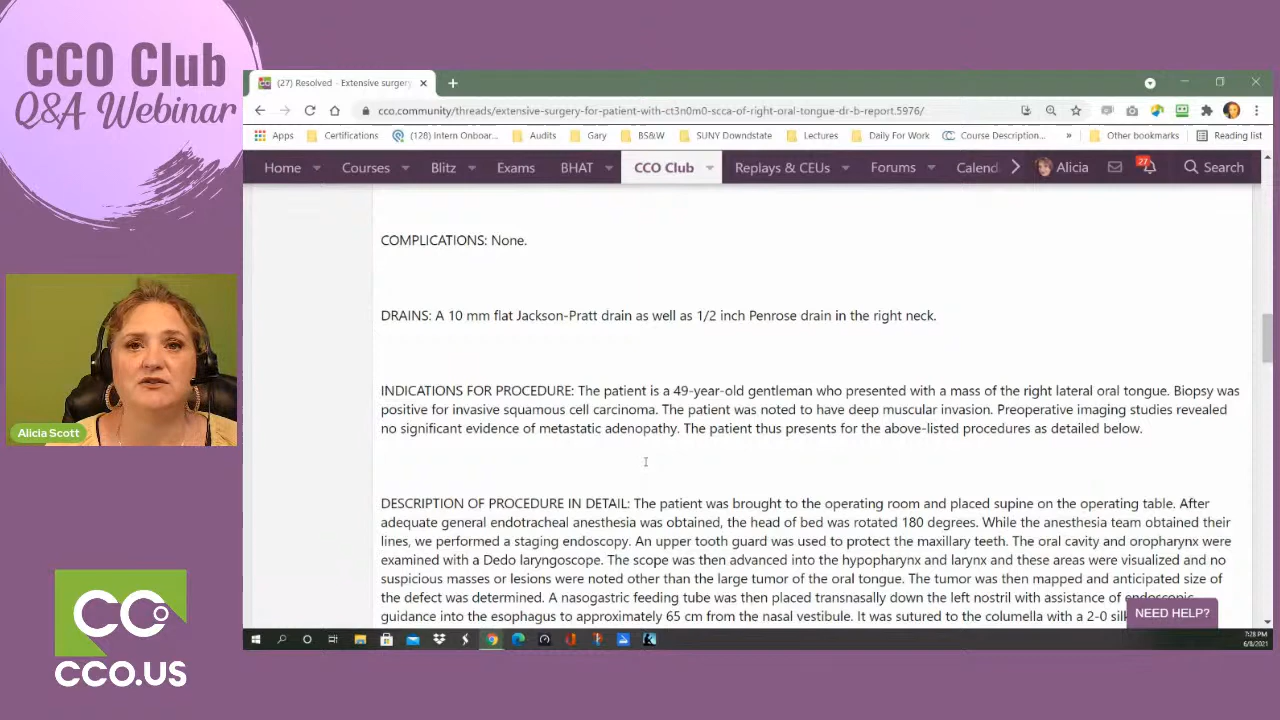 CCO Club
Q&A Webinar
(27) Resolved - Extensive surgery
cco.community/threads/extensive-surgery-for-patient-with-ct3n0m0-scca-of-right-oral-tongue-dr-b-report.5976/
Apps Certifications (128) Intern Onboar... Audits Gary BS&W SUNY Downstate Lectures Daily For Work Course Description... » Other bookmarks Reading list
Home Courses Blitz Exams BHAT CCO Club Replays & CEUs Forums Calend Alicia 27 Search
COMPLICATIONS: None.
DRAINS: A 10 mm flat Jackson-Pratt drain as well as 1/2 inch Penrose drain in the right neck.
INDICATIONS FOR PROCEDURE: The patient is a 49-year-old gentleman who presented with a mass of the right lateral oral tongue. Biopsy was
positive for invasive squamous cell carcinoma. The patient was noted to have deep muscular invasion. Preoperative imaging studies revealed
no significant evidence of metastatic adenopathy. The patient thus presents for the above-listed procedures as detailed below.
DESCRIPTION OF PROCEDURE IN DETAIL: The patient was brought to the operating room and placed supine on the operating table. After
adequate general endotracheal anesthesia was obtained, the head of bed was rotated 180 degrees. While the anesthesia team obtained their
lines, we performed a staging endoscopy. An upper tooth guard was used to protect the maxillary teeth. The oral cavity and oropharynx were
examined with a Dedo laryngoscope. The scope was then advanced into the hypopharynx and larynx and these areas were visualized and no
suspicious masses or lesions were noted other than the large tumor of the oral tongue. The tumor was then mapped and anticipated size of
the defect was determined. A nasogastric feeding tube was then placed transnasally down the left nostril with assistance of endoscopic
guidance into the esophagus to approximately 65 cm from the nasal vestibule. It was sutured to the columella with a 2-0 silk
NEED HELP?
Alicia Scott
CCO
CCO.US
7:28 PM
6/8/2021